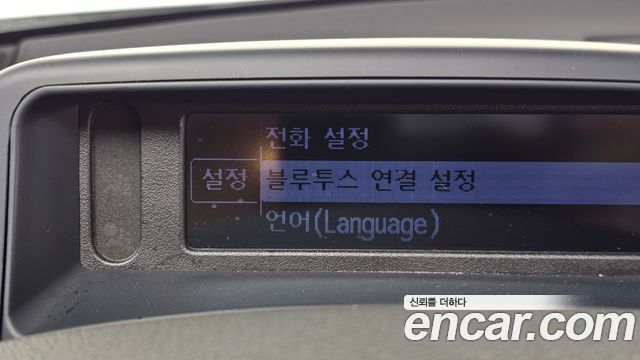 전화 설정
설정
블루투스 연결 설정
언어(Language)
신뢰를 더하다
encar.com